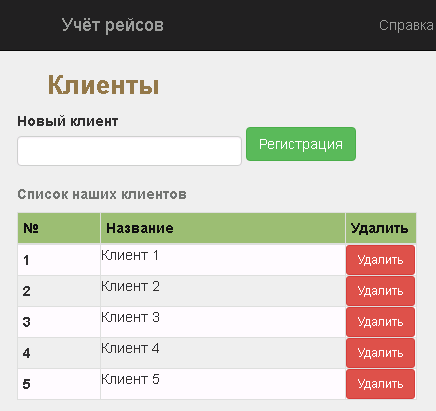 Учёт рейсов Справка
Клиенты
Новый клиент
Регистрация
Список наших клиентов
№ Название Удалить
1 Клиент 1 Удалить
2 Клиент 2 Удалить
3 Клиент 3 Удалить
4 Клиент 4 Удалить
5 Клиент 5 Удалить